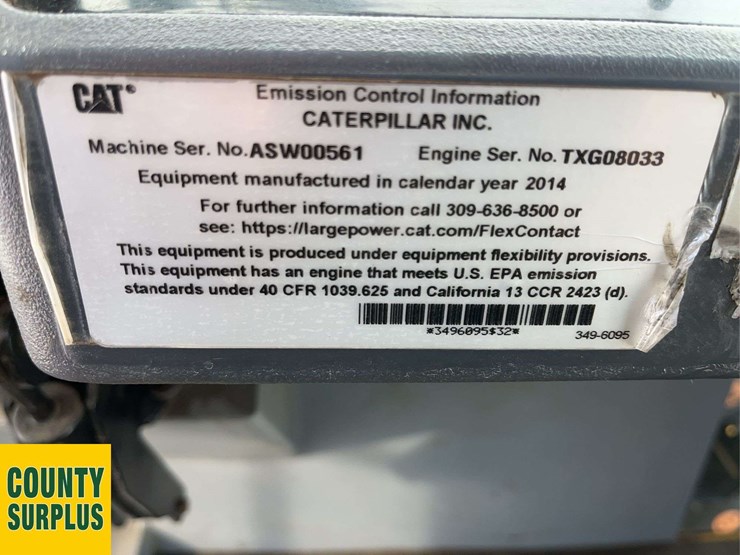 CAT®
Emission Control Information
CATERPILLAR INC.
Machine Ser. No.ASW00561 Engine Ser. No. TXG08033
Equipment manufactured in calendar year 2014
For further information call 309-636-8500 or
see: https://largepower.cat.com/FlexContact
This equipment is produced under equipment flexibility provisions.
This equipment has an engine that meets U.S. EPA emission
standards under 40 CFR 1039.625 and California 13 CCR 2423 (d).
*3496095$32* 349-6095
COUNTY
SURPLUS